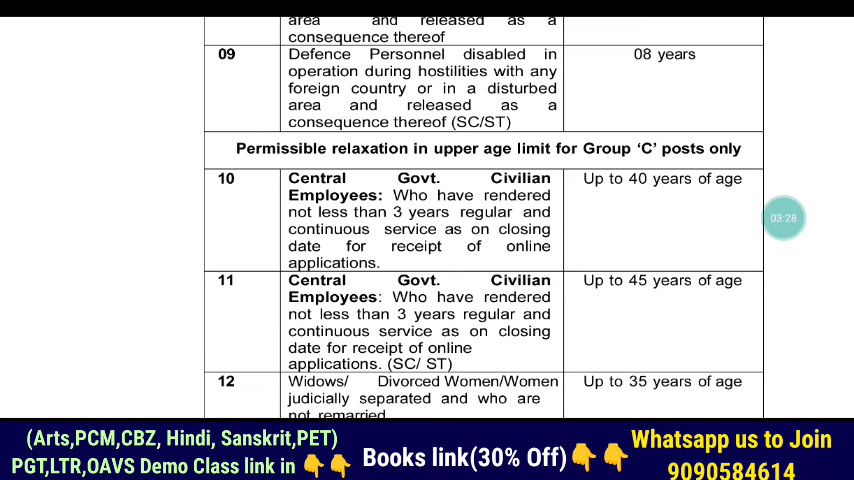 area and released as a
consequence thereof
09 Defence Personnel disabled in 08 years
operation during hostilities with any
foreign country or in a disturbed
area and released as a
consequence thereof (SC/ST)
Permissible relaxation in upper age limit for Group ‘C’ posts only
10 Central Govt. Civilian Up to 40 years of age
Employees: Who have rendered
not less than 3 years regular and
continuous service as on closing
date for receipt of online
applications.
11 Central Govt. Civilian Up to 45 years of age
Employees: Who have rendered
not less than 3 years regular and
continuous service as on closing
date for receipt of online
applications. (SC/ ST)
12 Widows/ Divorced Women/Women Up to 35 years of age
judicially separated and who are
not remarried
03:28
(Arts,PCM,CBZ, Hindi, Sanskrit,PET)
PGT,LTR,OAVS Demo Class link in 👇👇
Books link(30% Off)👇👇
Whatsapp us to Join
9090584614